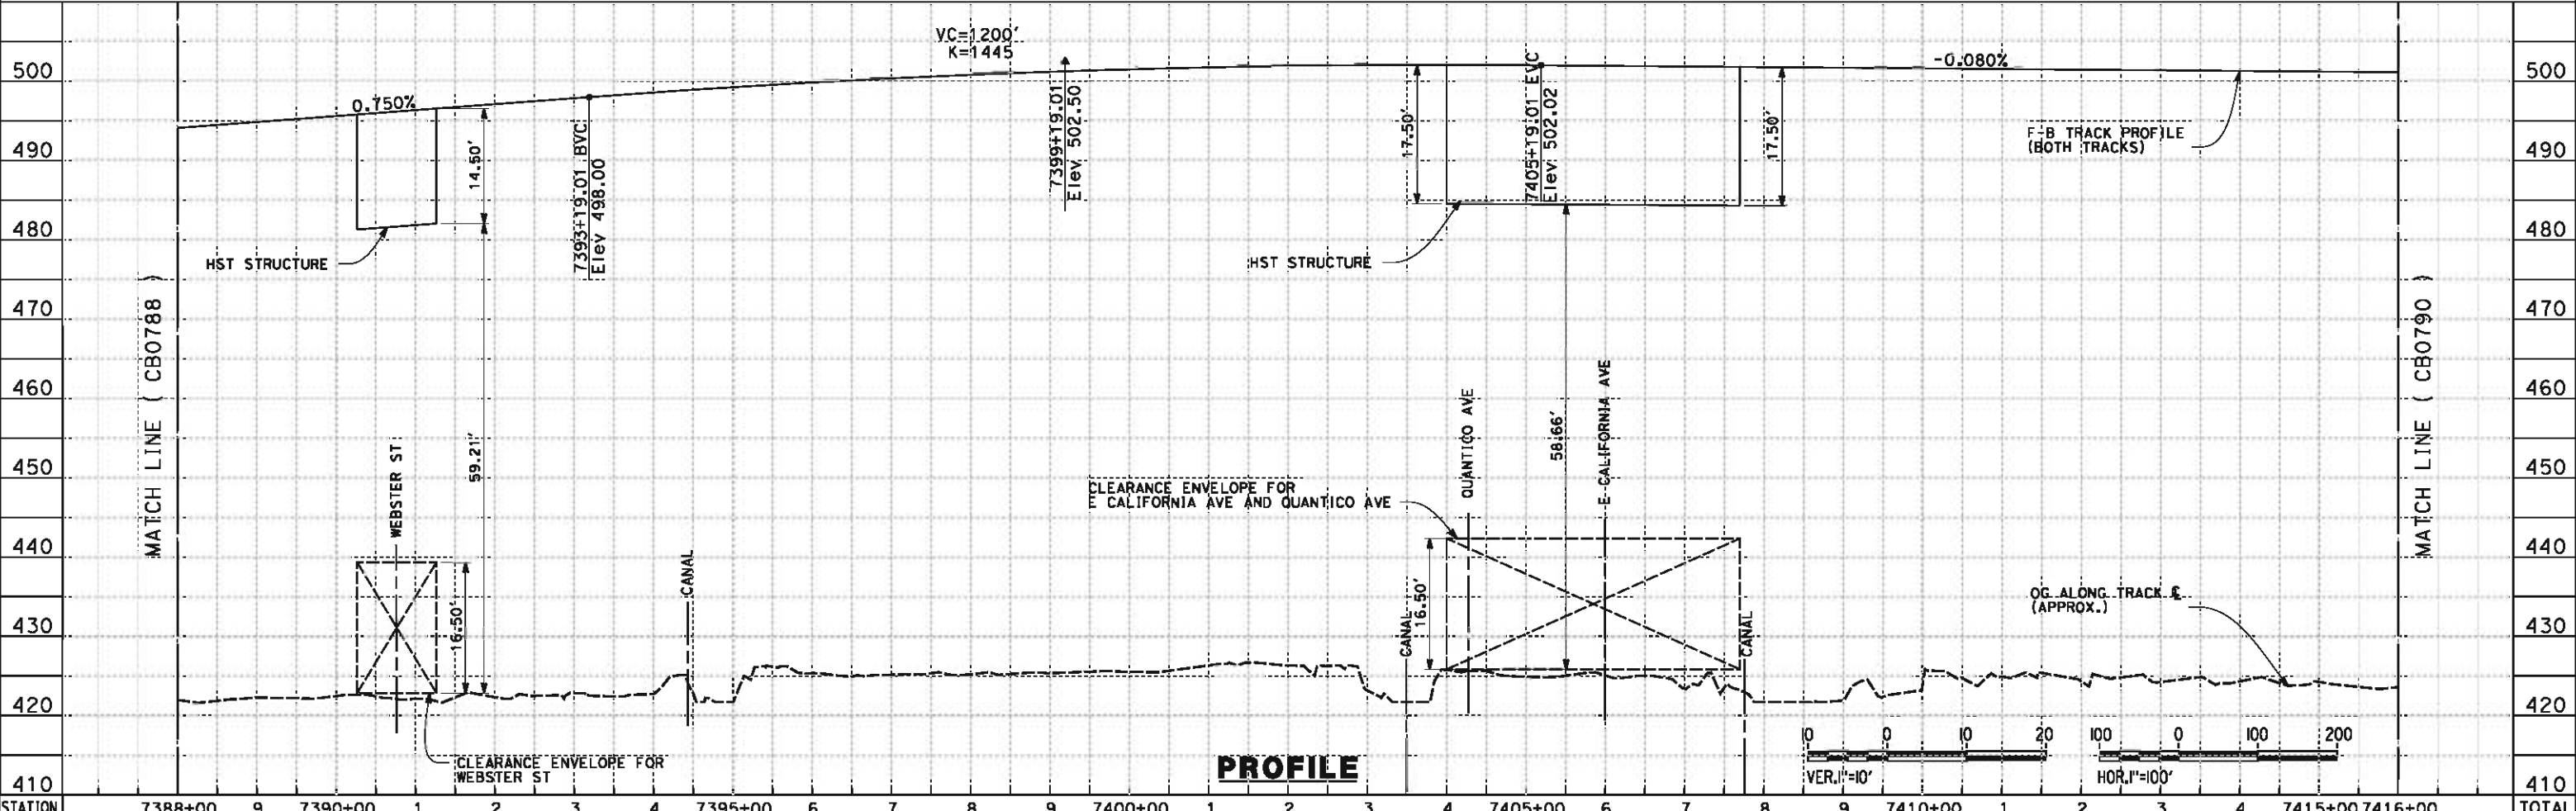 VC=1200'
K=1445
500
0.750%
-0.080%
500
7399+19.01
Elev 502.50
7405+19.01 EVC
Elev 502.02
17.50'
17.50'
14.50'
7393+19.01 BVC
Elev 498.00
F-B TRACK PROFILE
(BOTH TRACKS)
490
490
480
480
HST STRUCTURE
HST STRUCTURE
470
470
MATCH LINE ( CB0788 )
MATCH LINE ( CB0790 )
460
460
59.21'
58.66'
WEBSTER ST
QUANTICO AVE
E CALIFORNIA AVE
450
450
CLEARANCE ENVELOPE FOR
E CALIFORNIA AVE AND QUANTICO AVE
440
440
CANAL
16.50'
16.50'
CANAL
CANAL
OG ALONG TRACK ℄
(APPROX.)
430
430
420
420
CLEARANCE ENVELOPE FOR
WEBSTER ST
PROFILE
10 0 10 20
VER.1"=10'
100 0 100 200
HOR.1"=100'
410
410
STATION 7388+00 9 7390+00 1 2 3 4 7395+00 6 7 8 9 7400+00 1 2 3 4 7405+00 6 7 8 9 7410+00 1 2 3 4 7415+00 7416+00 TOTAL